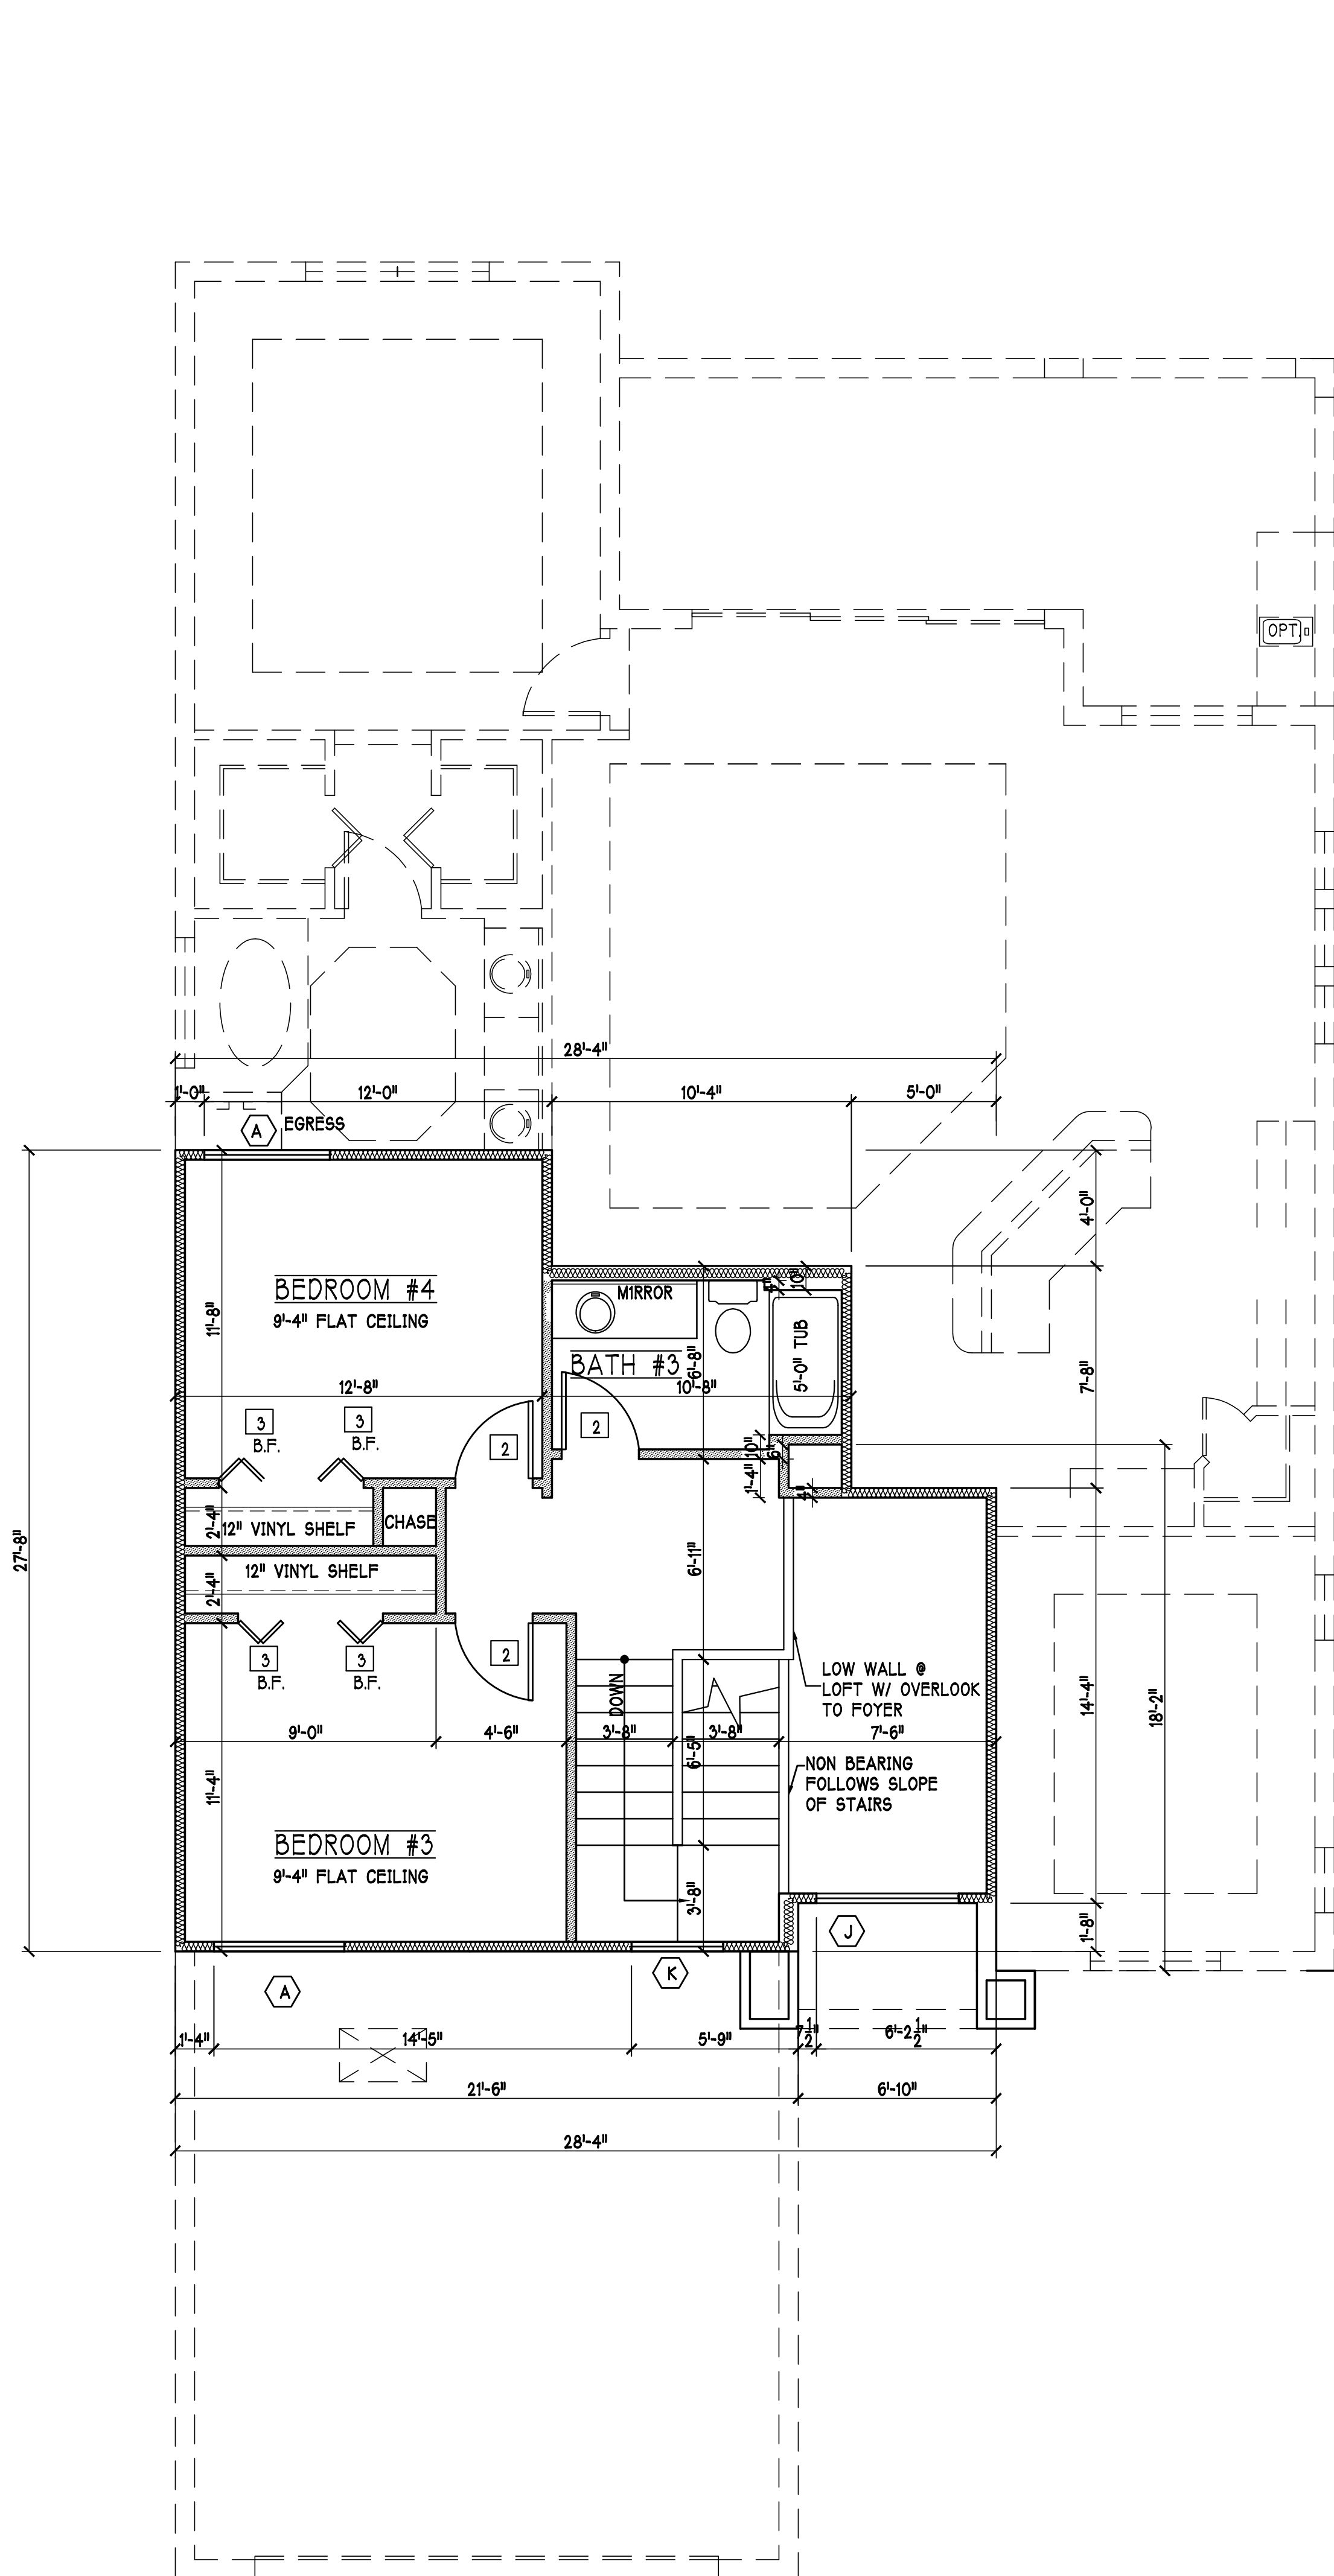 OPT.
28'-4"
1'-0"
12'-0"
10'-4"
5'-0"
A
EGRESS
4'-0"
BEDROOM #4
9'-4" FLAT CEILING
11'-8"
MIRROR
4"
10"
5'-0" TUB
BATH #3
6'-8"
7'-8"
12'-8"
10'-8"
3
B.F.
3
B.F.
2
2
10"
6"
1'-4"
4"
2'-4"
12" VINYL SHELF
CHASE
27'-8"
6'-11"
2'-4"
12" VINYL SHELF
3
B.F.
3
B.F.
2
DOWN
LOW WALL @
LOFT W/ OVERLOOK
TO FOYER
14'-4"
18'-2"
9'-0"
4'-6"
3'-8"
3'-8"
7'-6"
6'-5"
NON BEARING
FOLLOWS SLOPE
OF STAIRS
11'-4"
BEDROOM #3
9'-4" FLAT CEILING
3'-8"
J
1'-8"
K
A
1'-4"
14'-5"
5'-9"
7 1/2"
6'-2 1/2"
21'-6"
6'-10"
28'-4"